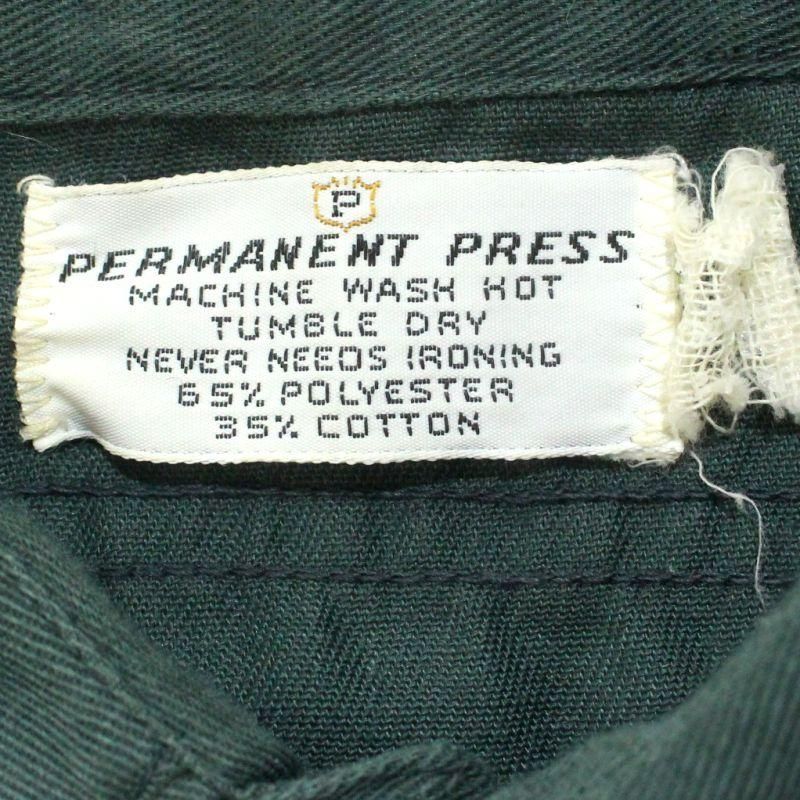 P
PERMANENT PRESS
MACHINE WASH HOT
TUMBLE DRY
NEVER NEEDS IRONING
65% POLYESTER
35% COTTON